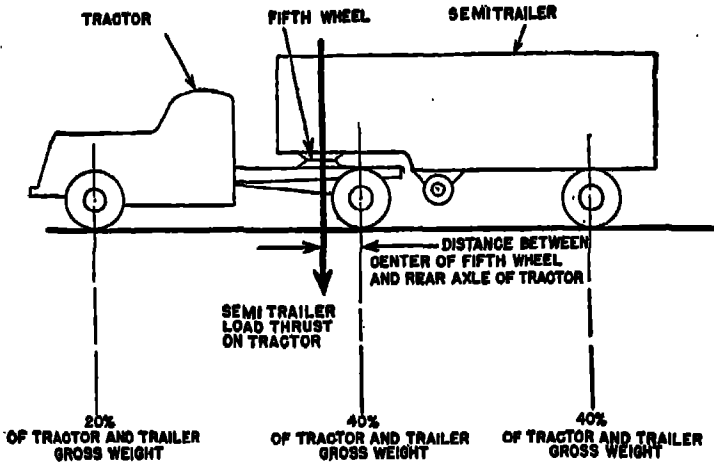 TRACTOR
FIFTH WHEEL
SEMITRAILER
DISTANCE BETWEEN
CENTER OF FIFTH WHEEL
AND REAR AXLE OF TRACTOR
SEMITRAILER
LOAD THRUST
ON TRACTOR
20%
OF TRACTOR AND TRAILER
GROSS WEIGHT
40%
OF TRACTOR AND TRAILER
GROSS WEIGHT
40%
OF TRACTOR AND TRAILER
GROSS WEIGHT